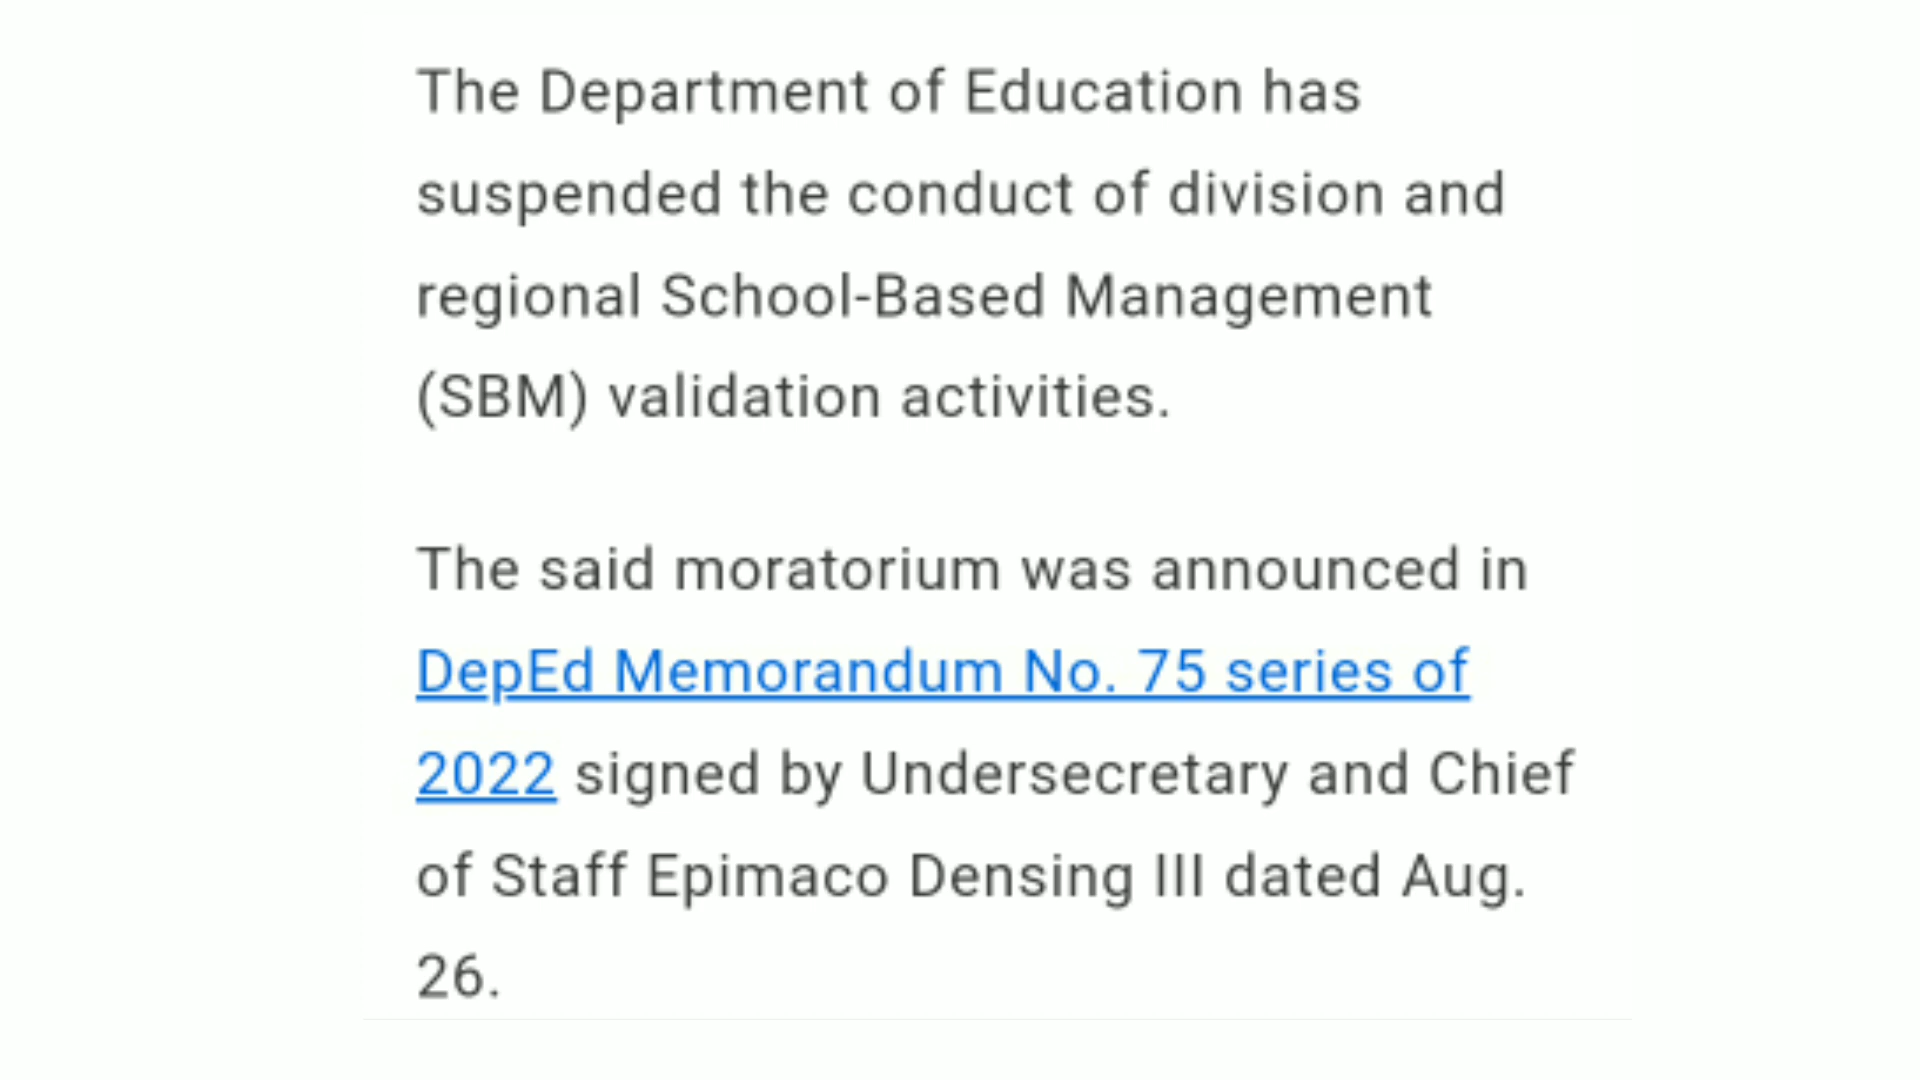 The Department of Education has
suspended the conduct of division and
regional School-Based Management
(SBM) validation activities.
The said moratorium was announced in
DepEd Memorandum No. 75 series of
2022 signed by Undersecretary and Chief
of Staff Epimaco Densing III dated Aug.
26.